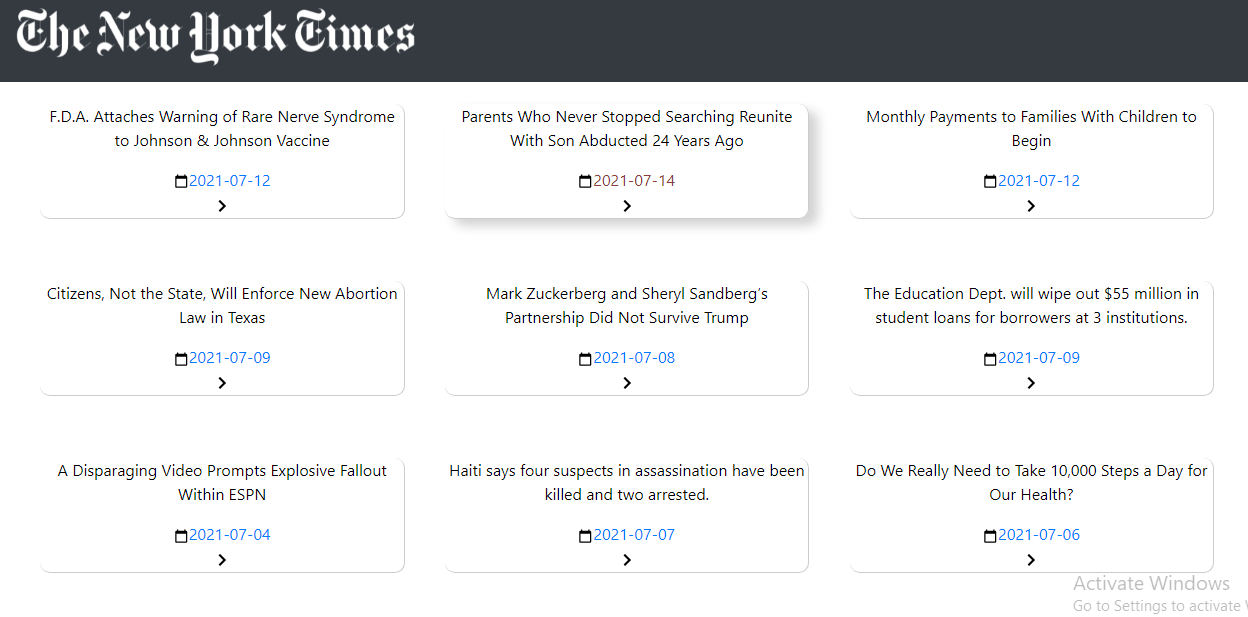 The New York Times
F.D.A. Attaches Warning of Rare Nerve Syndrome
to Johnson & Johnson Vaccine
2021-07-12
Parents Who Never Stopped Searching Reunite
With Son Abducted 24 Years Ago
2021-07-14
Monthly Payments to Families With Children to
Begin
2021-07-12
Citizens, Not the State, Will Enforce New Abortion
Law in Texas
2021-07-09
Mark Zuckerberg and Sheryl Sandberg’s
Partnership Did Not Survive Trump
2021-07-08
The Education Dept. will wipe out $55 million in
student loans for borrowers at 3 institutions.
2021-07-09
A Disparaging Video Prompts Explosive Fallout
Within ESPN
2021-07-04
Haiti says four suspects in assassination have been
killed and two arrested.
2021-07-07
Do We Really Need to Take 10,000 Steps a Day for
Our Health?
2021-07-06
Activate Windows
Go to Settings to activate